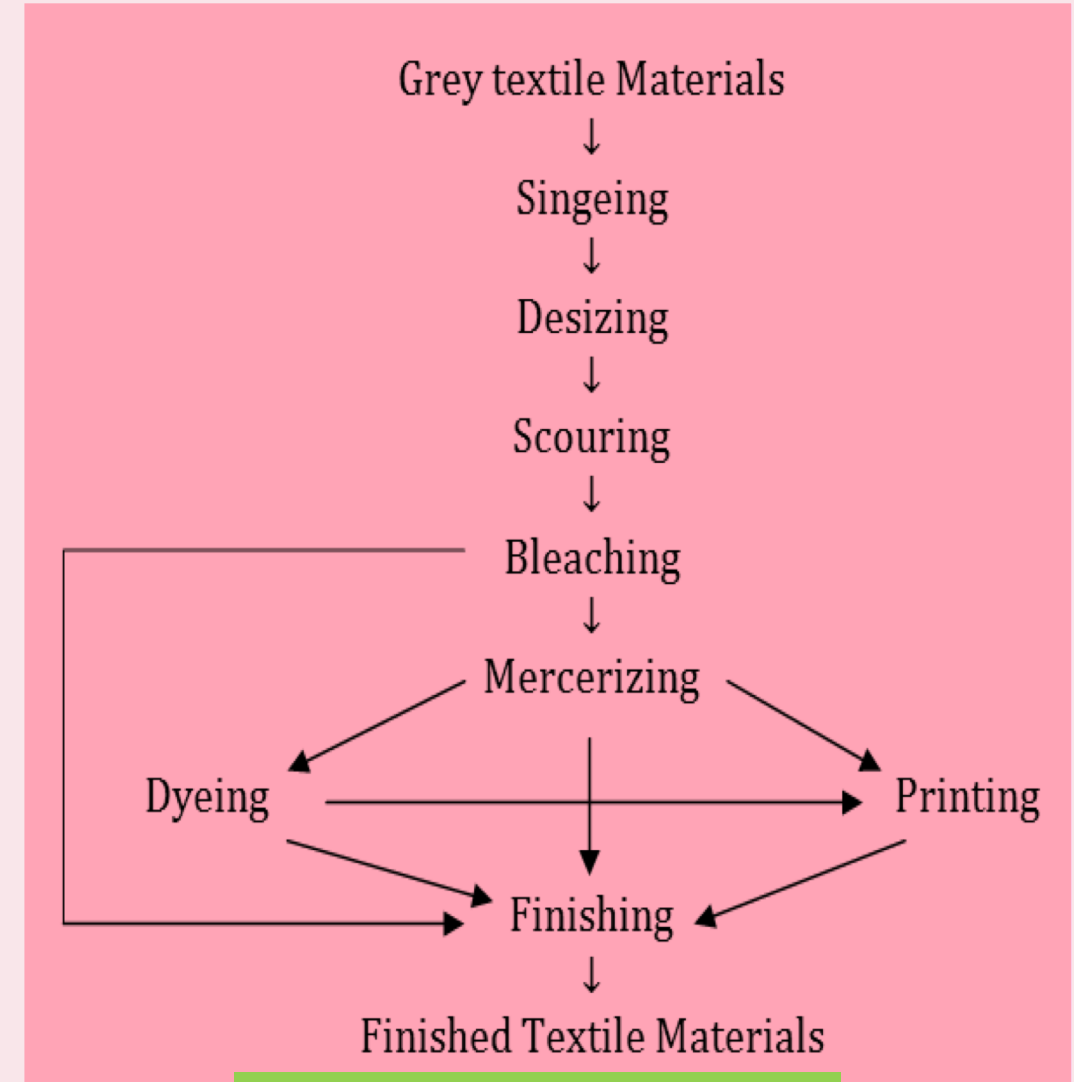 Grey textile Materials
↓
Singeing
↓
Desizing
↓
Scouring
↓
Bleaching
↓
Mercerizing
Dyeing Printing
Finishing
↓
Finished Textile Materials